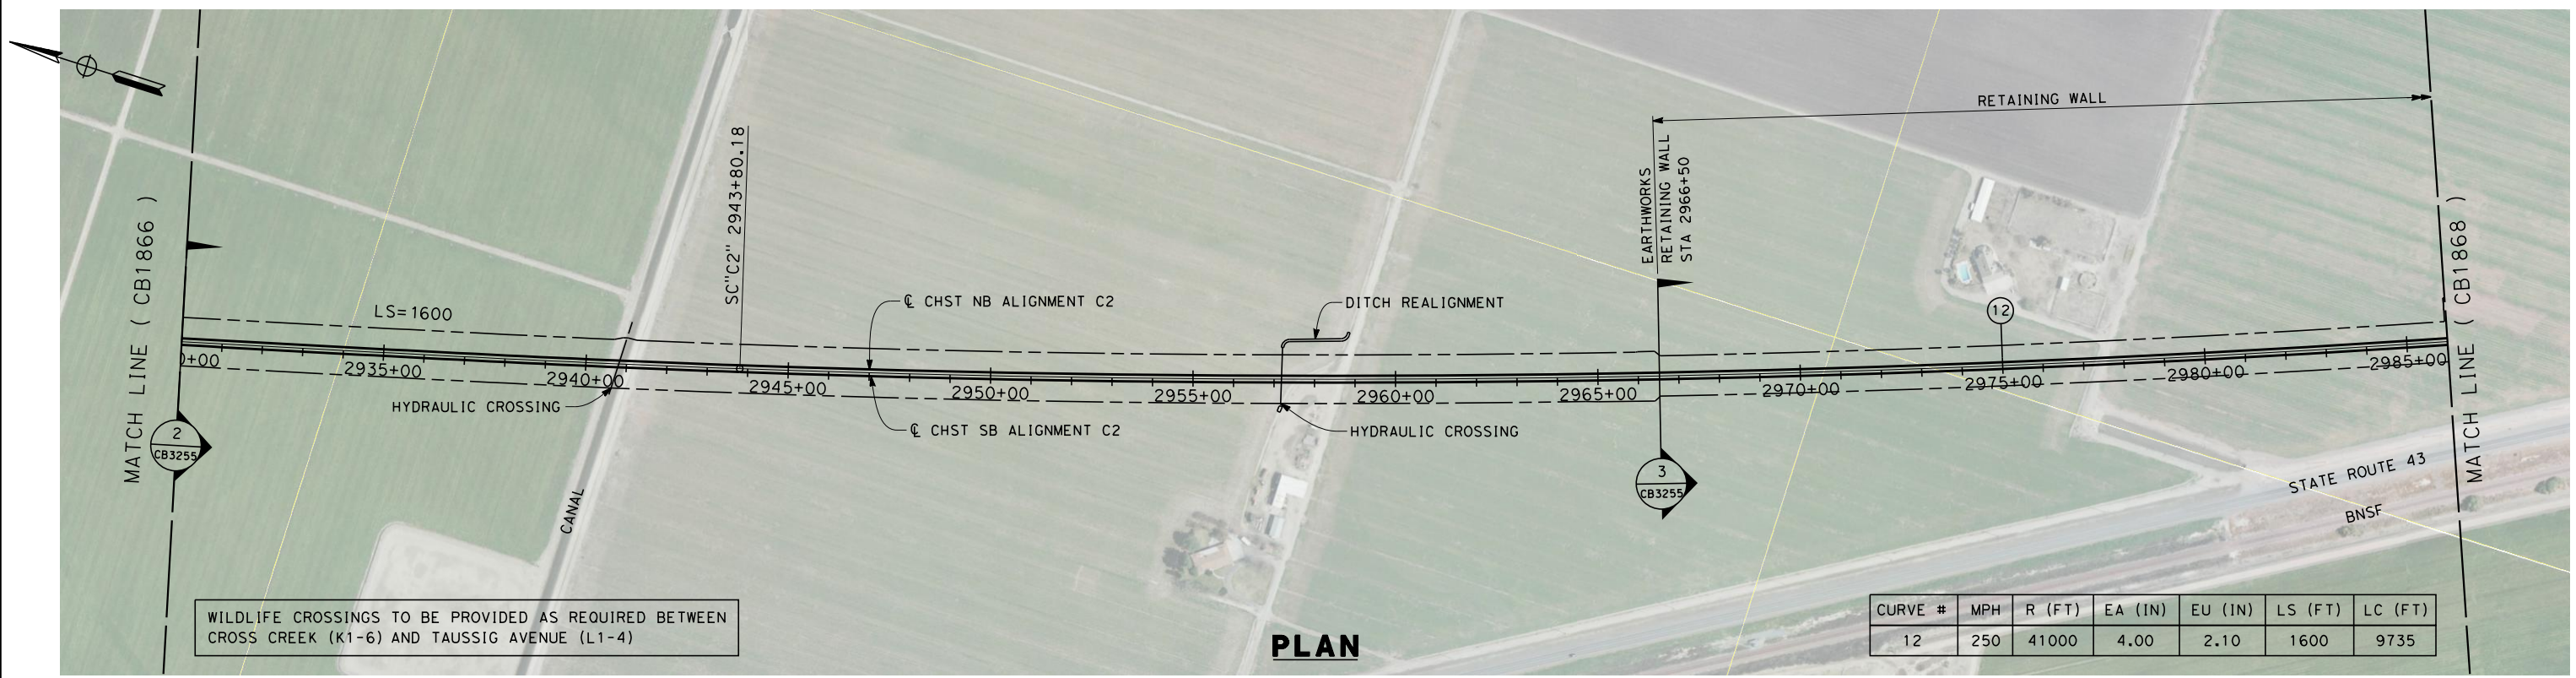 MATCH LINE ( CB1866 )
2
CB3255
LS=1600
SC"C2" 2943+80.18
℄ CHST NB ALIGNMENT C2
DITCH REALIGNMENT
EARTHWORKS
RETAINING WALL
STA 2966+50
RETAINING WALL
12
MATCH LINE ( CB1868 )
0+00
2935+00
2940+00
2945+00
2950+00
2955+00
2960+00
2965+00
2970+00
2975+00
2980+00
2985+00
HYDRAULIC CROSSING
℄ CHST SB ALIGNMENT C2
HYDRAULIC CROSSING
3
CB3255
CANAL
STATE ROUTE 43
BNSF
WILDLIFE CROSSINGS TO BE PROVIDED AS REQUIRED BETWEEN
CROSS CREEK (K1-6) AND TAUSSIG AVENUE (L1-4)
PLAN
CURVE # MPH R (FT) EA (IN) EU (IN) LS (FT) LC (FT)
12 250 41000 4.00 2.10 1600 9735